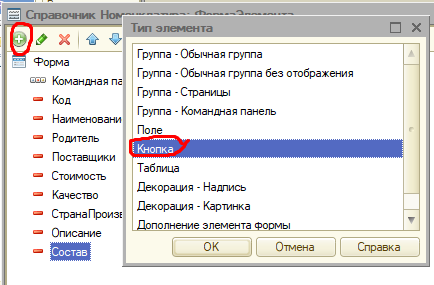 Справочник Номенклатура: ФормаЭлемента
Тип элемента
Форма
Командная па
Код
Наименование
Родитель
Поставщики
Стоимость
Качество
СтранаПроиз
Описание
Состав
Группа - Обычная группа
Группа - Обычная группа без отображения
Группа - Страницы
Группа - Командная панель
Поле
Кнопка
Таблица
Декорация - Надпись
Декорация - Картинка
Дополнение элемента формы
OK
Отмена
Справка